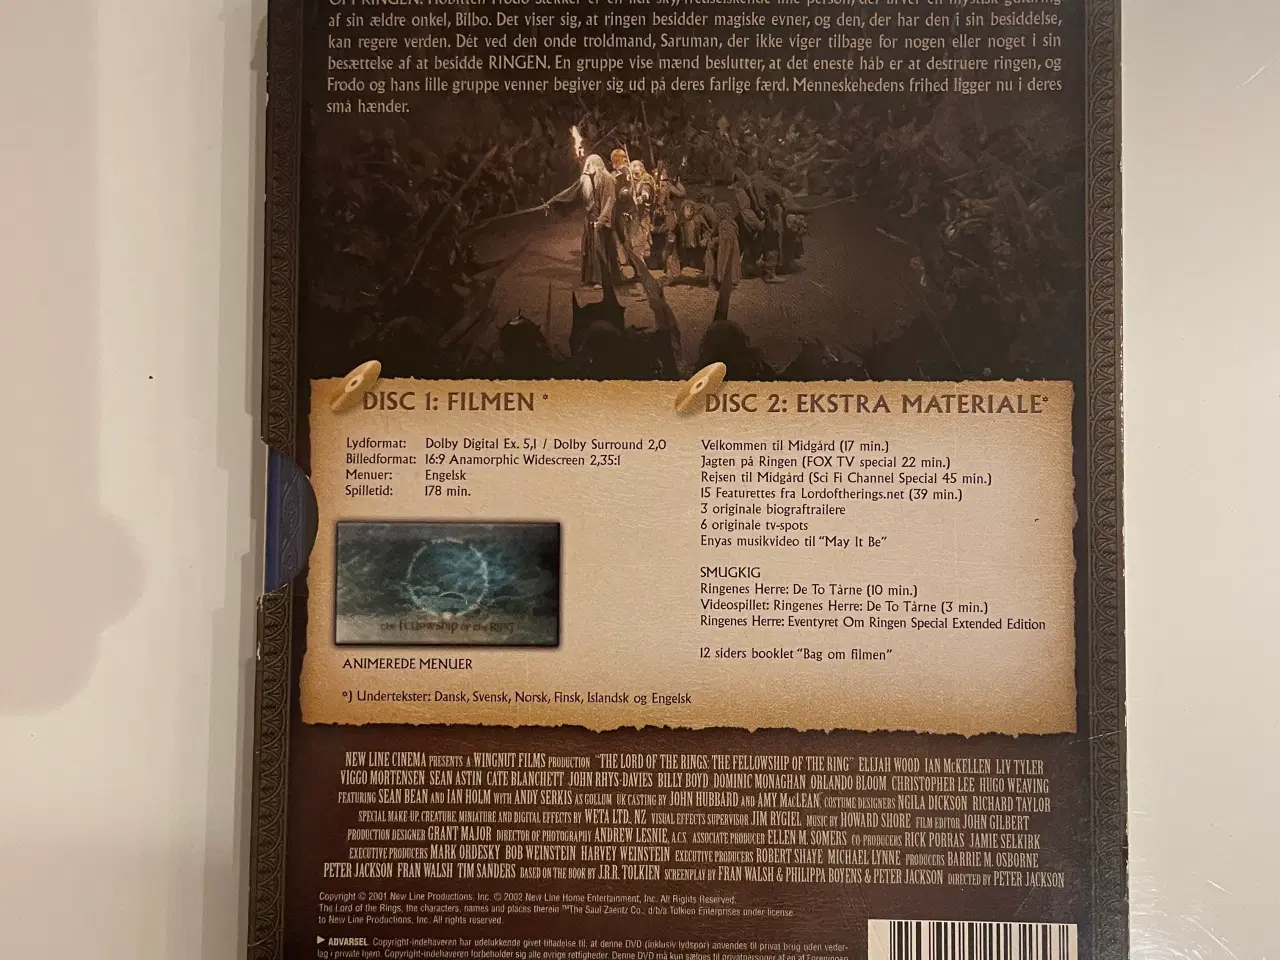 af sin ældre onkel, Bilbo. Det viser sig, at ringen besidder magiske evner, og den, der har den i sin besiddelse,
kan regere verden. Dét ved den onde troldmand, Saruman, der ikke viger tilbage for nogen eller noget i sin
besættelse af at besidde RINGEN. En gruppe vise mænd beslutter, at det eneste håb er at destruere ringen, og
Frodo og hans lille gruppe venner begiver sig ud på deres farlige færd. Menneskehedens frihed ligger nu i deres
små hænder.
DISC 1: FILMEN *
Lydformat: Dolby Digital Ex. 5,1 / Dolby Surround 2,0
Billedformat: 16:9 Anamorphic Widescreen 2,35:1
Menuer: Engelsk
Spilletid: 178 min.
the Fellowship of the Ring
ANIMEREDE MENUER
*) Undertekster: Dansk, Svensk, Norsk, Finsk, Islandsk og Engelsk
DISC 2: EKSTRA MATERIALE*
Velkommen til Midgård (17 min.)
Jagten på Ringen (FOX TV special 22 min.)
Rejsen til Midgård (Sci Fi Channel Special 45 min.)
15 Featurettes fra Lordoftherings.net (39 min.)
3 originale biograftrailere
6 originale tv-spots
Enyas musikvideo til "May It Be"
SMUGKIG
Ringenes Herre: De To Tårne (10 min.)
Videospillet: Ringenes Herre: De To Tårne (3 min.)
Ringenes Herre: Eventyret Om Ringen Special Extended Edition
12 siders booklet "Bag om filmen"
NEW LINE CINEMA PRESENTS A WINGNUT FILMS PRODUCTION "THE LORD OF THE RINGS: THE FELLOWSHIP OF THE RING" ELIJAH WOOD IAN McKELLEN LIV TYLER
VIGGO MORTENSEN SEAN ASTIN CATE BLANCHETT JOHN RHYS-DAVIES BILLY BOYD DOMINIC MONAGHAN ORLANDO BLOOM CHRISTOPHER LEE HUGO WEAVING
FEATURING SEAN BEAN AND IAN HOLM WITH ANDY SERKIS AS GOLLUM UK CASTING BY JOHN HUBBARD AND AMY MacLEAN COSTUME DESIGNERS NGILA DICKSON RICHARD TAYLOR
SPECIAL MAKE-UP, CREATURE, MINIATURE AND DIGITAL EFFECTS BY WETA LTD. NZ VISUAL EFFECTS SUPERVISOR JIM RYGIEL MUSIC BY HOWARD SHORE FILM EDITOR JOHN GILBERT
PRODUCTION DESIGNER GRANT MAJOR DIRECTOR OF PHOTOGRAPHY ANDREW LESNIE, A.C.S. ASSOCIATE PRODUCER ELLEN M. SOMERS CO-PRODUCERS RICK PORRAS JAMIE SELKIRK
EXECUTIVE PRODUCERS MARK ORDESKY BOB WEINSTEIN HARVEY WEINSTEIN EXECUTIVE PRODUCERS ROBERT SHAYE MICHAEL LYNNE PRODUCERS BARRIE M. OSBORNE
PETER JACKSON FRAN WALSH TIM SANDERS BASED ON THE BOOK BY J.R.R. TOLKIEN SCREENPLAY BY FRAN WALSH & PHILIPPA BOYENS & PETER JACKSON DIRECTED BY PETER JACKSON
Copyright © 2001 New Line Productions, Inc. © 2002 New Line Home Entertainment, Inc. All Rights Reserved.
The Lord of the Rings, the characters, names and places therein ™The Saul Zaentz Co., d/b/a Tolkien Enterprises under license
to New Line Productions, Inc. All rights reserved.
ADVARSEL Copyright-indehaveren har udelukkende givet tilladelse til, at denne DVD (inklusiv lydspor) anvendes til privat brug uden veder-
lag i private hjem. Copyright-indehaveren forbeholder sig alle øvrige rettigheder. Denne DVD må kun sælges til